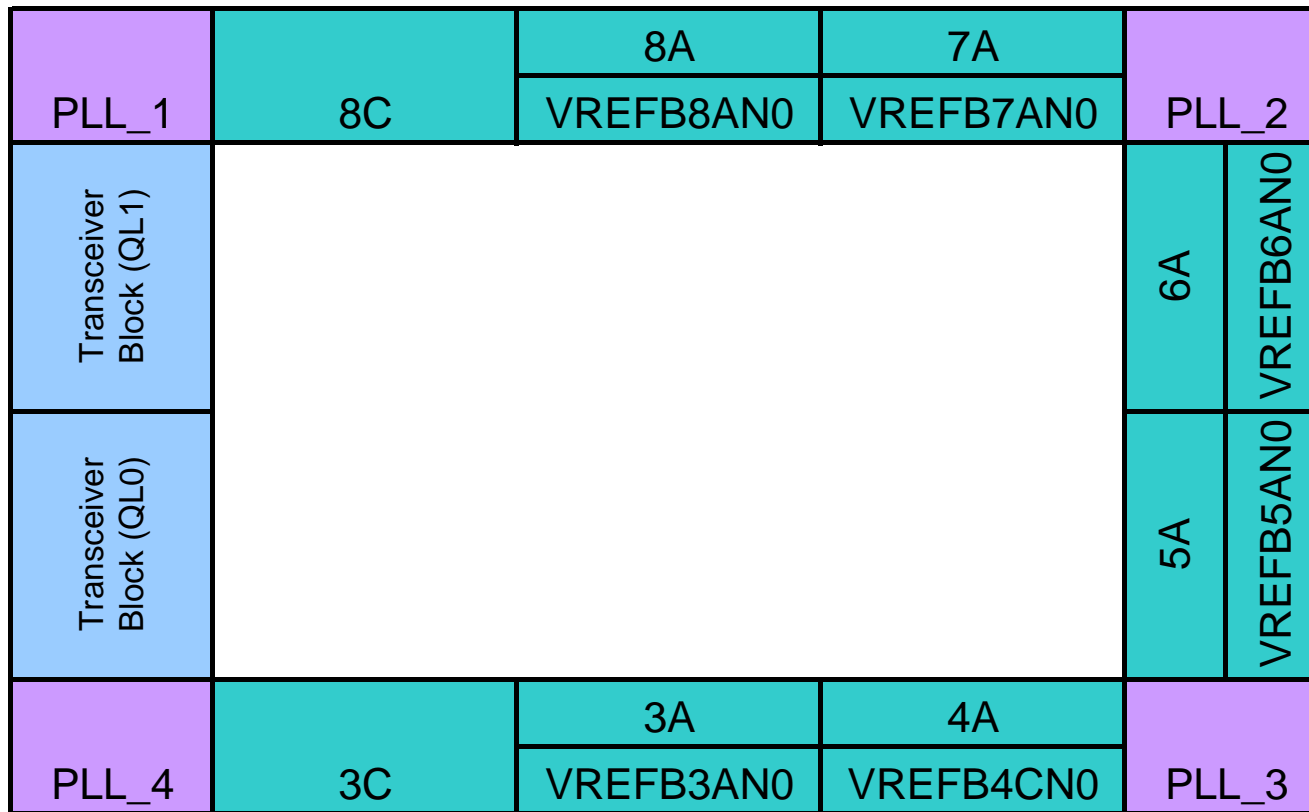 8A
7A
PLL_1
8C
VREFB8AN0
VREFB7AN0
PLL_2
Transceiver
Block (QL1)
6A
VREFB6AN0
Transceiver
Block (QL0)
5A
VREFB5AN0
3A
4A
PLL_4
3C
VREFB3AN0
VREFB4CN0
PLL_3